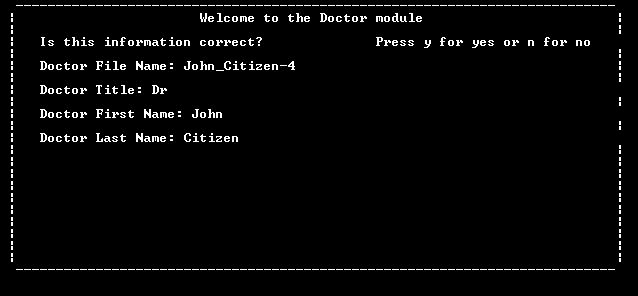 Welcome to the Doctor module
Is this information correct? Press y for yes or n for no
Doctor File Name: John_Citizen-4
Doctor Title: Dr
Doctor First Name: John
Doctor Last Name: Citizen